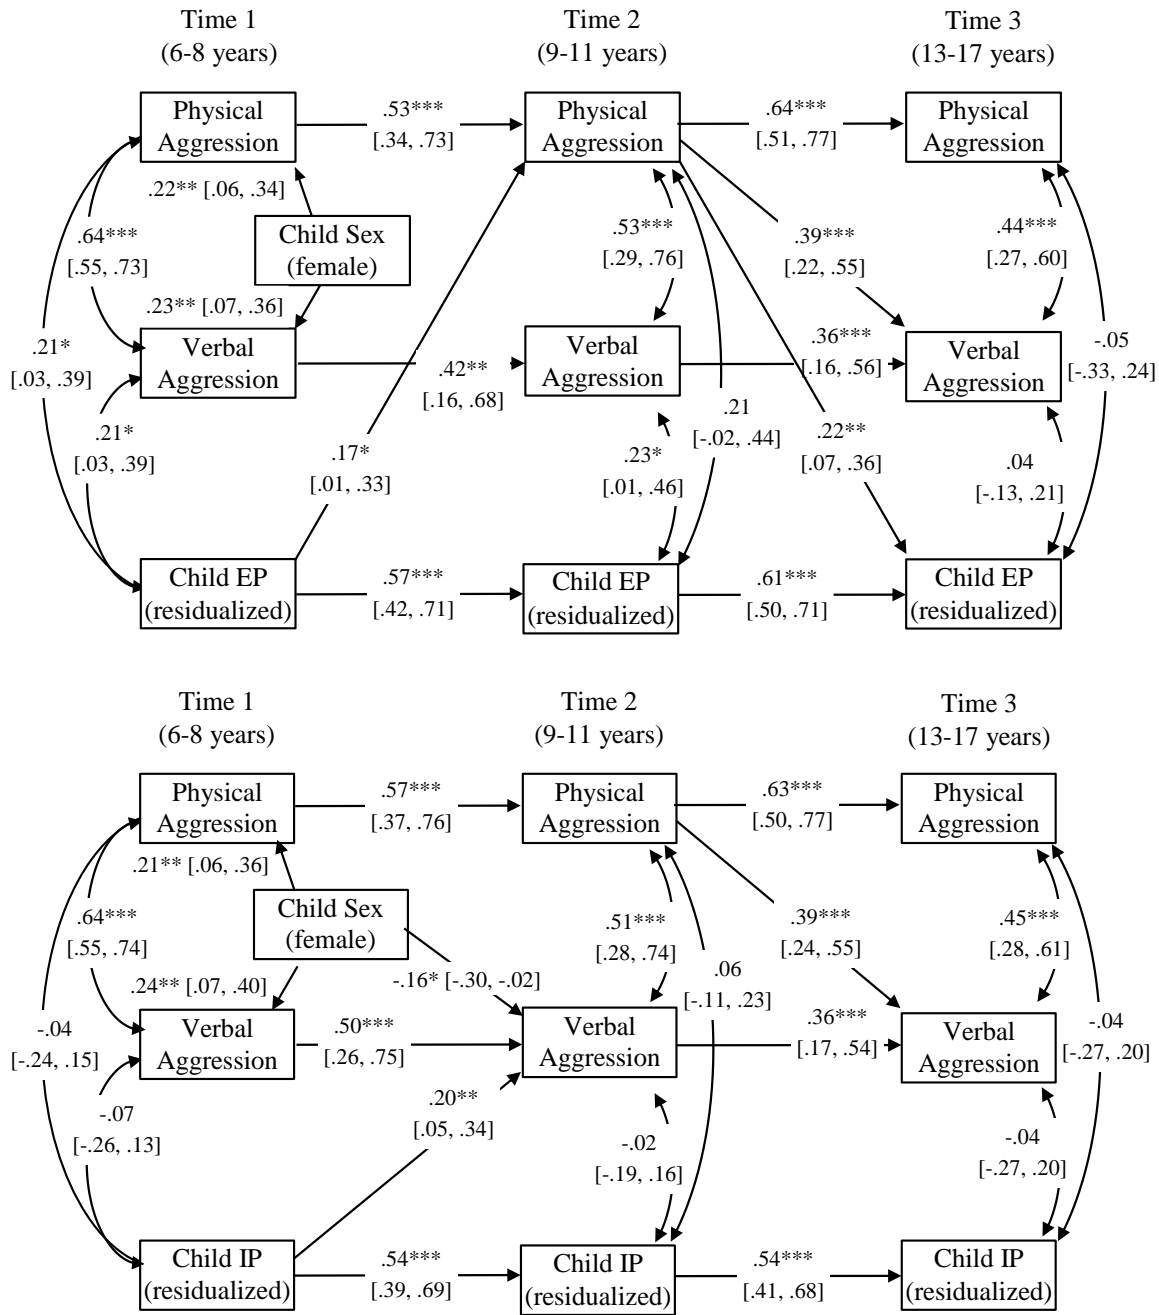 Time 1
(6-8 years)
Time 2
(9-11 years)
Time 3
(13-17 years)
Physical
Aggression
.53***
[.34, .73]
Physical
Aggression
.64***
[.51, .77]
Physical
Aggression
.22** [.06, .34]
Child Sex
(female)
.64***
[.55, .73]
.23** [.07, .36]
.53***
[.29, .76]
.39***
[.22, .55]
.44***
[.27, .60]
.21*
[.03, .39]
Verbal
Aggression
.42**
[.16, .68]
Verbal
Aggression
.36***
[.16, .56]
Verbal
Aggression
-.05
[-.33, .24]
.21*
[.03, .39]
.17*
[.01, .33]
.23*
[.01, .46]
.21
[-.02, .44]
.22**
[.07, .36]
.04
[-.13, .21]
Child EP
(residualized)
.57***
[.42, .71]
Child EP
(residualized)
.61***
[.50, .71]
Child EP
(residualized)
Time 1
(6-8 years)
Time 2
(9-11 years)
Time 3
(13-17 years)
Physical
Aggression
.57***
[.37, .76]
Physical
Aggression
.63***
[.50, .77]
Physical
Aggression
.21** [.06, .36]
Child Sex
(female)
.64***
[.55, .74]
.24** [.07, .40]
-.16* [-.30, -.02]
.51***
[.28, .74]
.06
[-.11, .23]
.39***
[.24, .55]
.45***
[.28, .61]
-.04
[-.24, .15]
Verbal
Aggression
.50***
[.26, .75]
Verbal
Aggression
.36***
[.17, .54]
Verbal
Aggression
-.04
[-.27, .20]
-.07
[-.26, .13]
.20**
[.05, .34]
-.02
[-.19, .16]
-.04
[-.27, .20]
Child IP
(residualized)
.54***
[.39, .69]
Child IP
(residualized)
.54***
[.41, .68]
Child IP
(residualized)